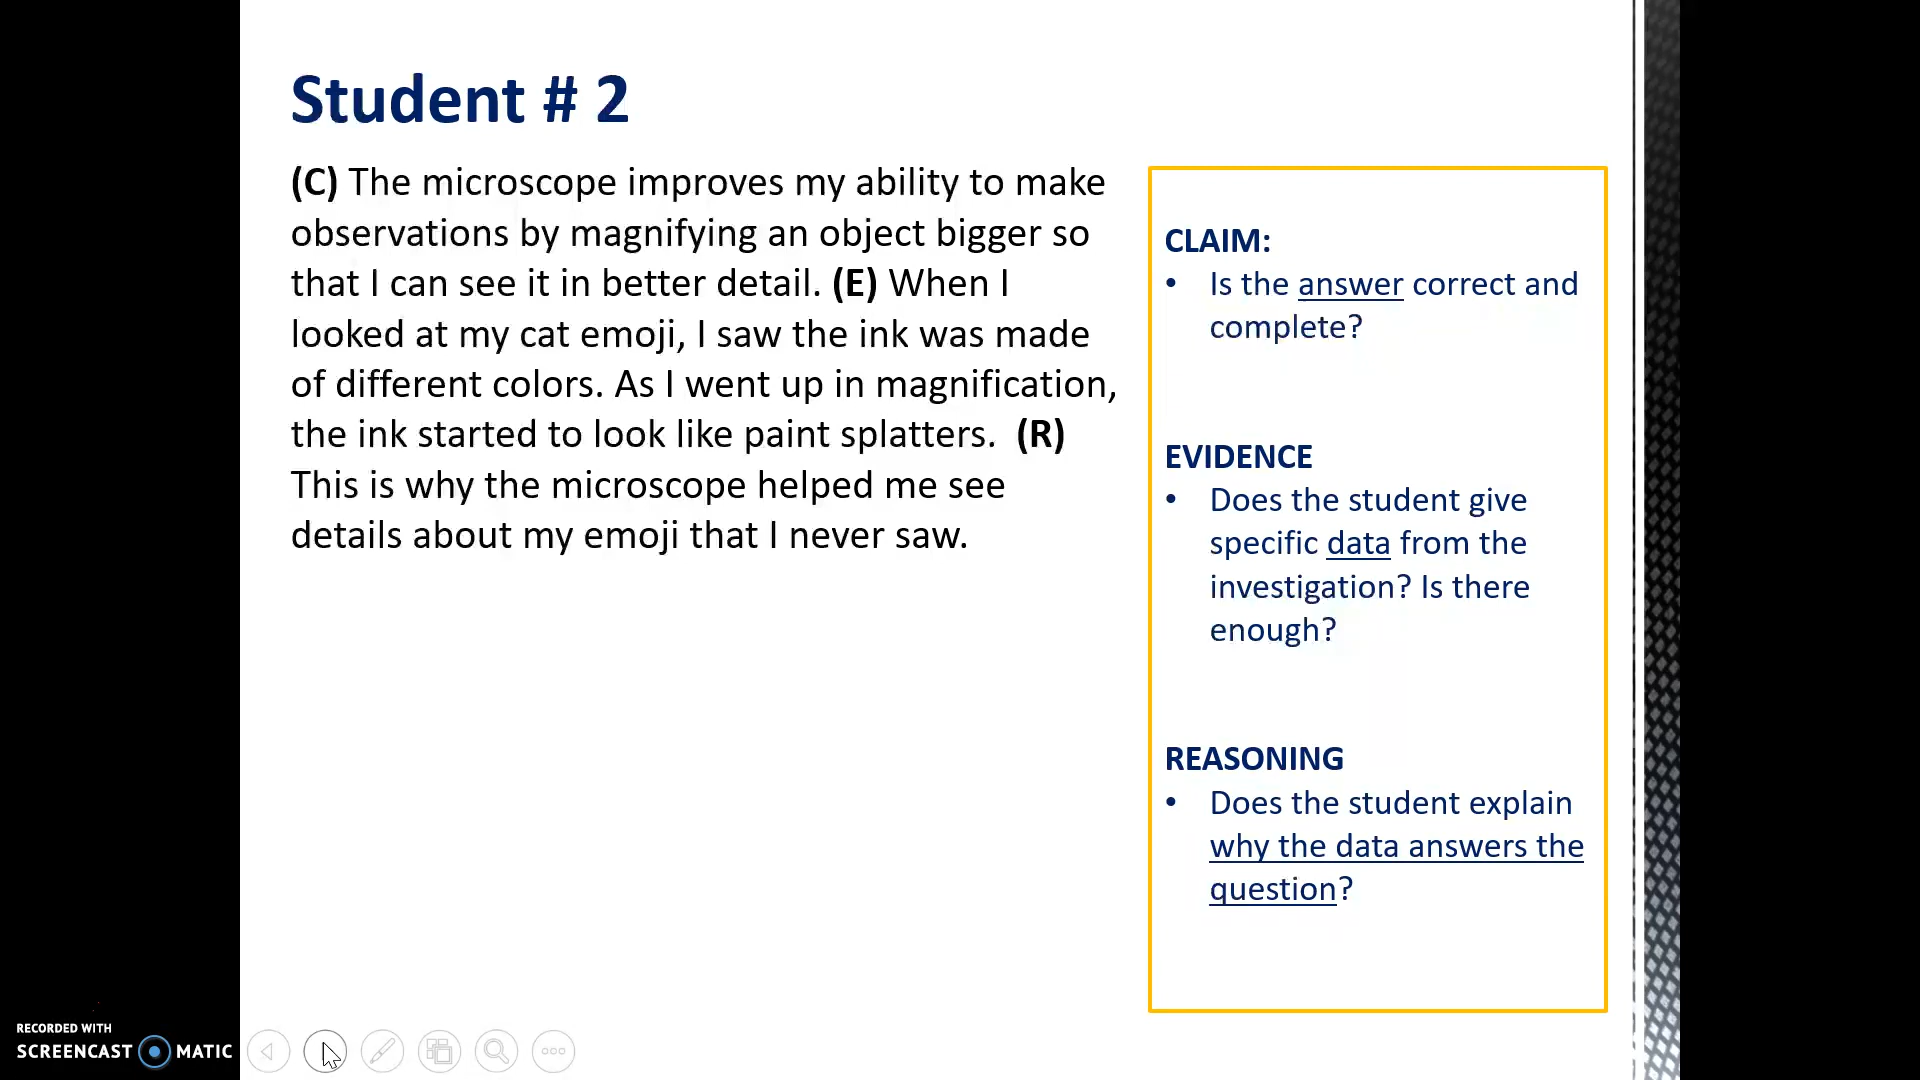 Student # 2
(C) The microscope improves my ability to make
observations by magnifying an object bigger so
that I can see it in better detail. (E) When I
looked at my cat emoji, I saw the ink was made
of different colors. As I went up in magnification,
the ink started to look like paint splatters. (R)
This is why the microscope helped me see
details about my emoji that I never saw.
CLAIM:
• Is the answer correct and
complete?
EVIDENCE
• Does the student give
specific data from the
investigation? Is there
enough?
REASONING
• Does the student explain
why the data answers the
question?
RECORDED WITH
SCREENCAST MATIC